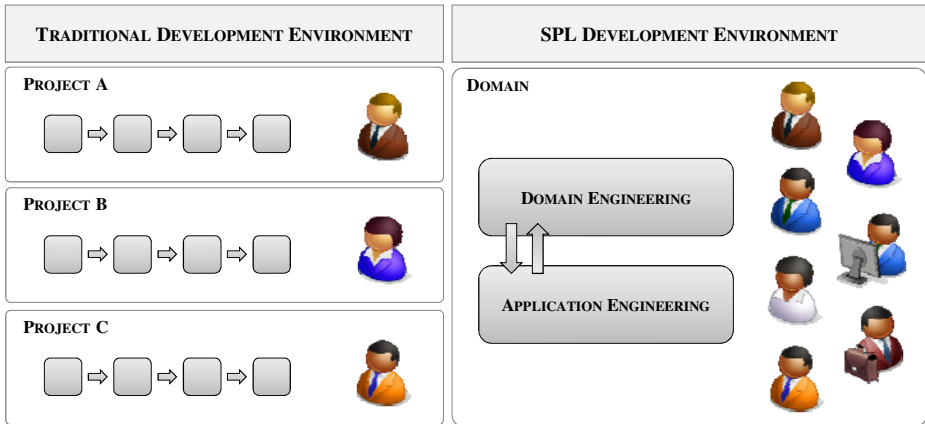 TRADITIONAL DEVELOPMENT ENVIRONMENT
SPL DEVELOPMENT ENVIRONMENT
PROJECT A
PROJECT B
PROJECT C
DOMAIN
DOMAIN ENGINEERING
APPLICATION ENGINEERING